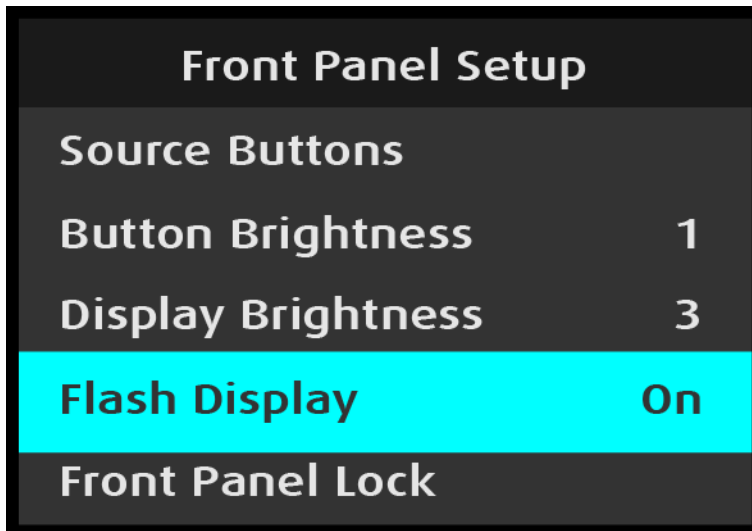 Front Panel Setup
Source Buttons
Button Brightness 1
Display Brightness 3
Flash Display On
Front Panel Lock